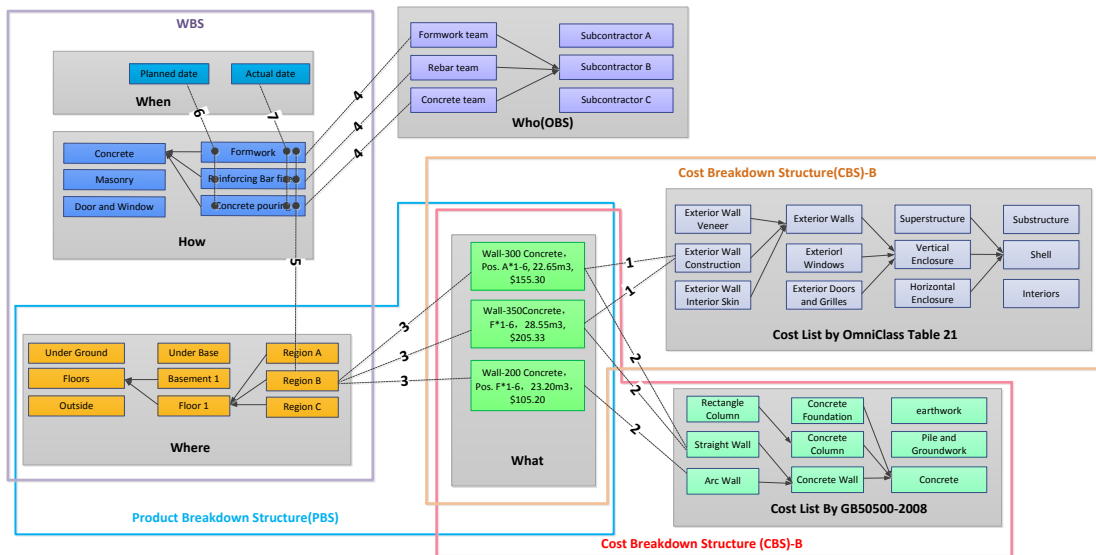 WBS
Planned date
Actual date
When
Concrete
Masonry
Door and Window
Formwork
Reinforcing Bar
Concrete pouring
How
6
7
5
4
4
4
Formwork team
Rebar team
Concrete team
Subcontractor A
Subcontractor B
Subcontractor C
Who(OBS)
Cost Breakdown Structure(CBS)-B
Exterior Wall
Veneer
Exterior Wall
Construction
Exterior Wall
Interior Skin
Exterior Walls
Exteriorl
Windows
Exterior Doors
and Grilles
Superstructure
Vertical
Enclosure
Horizontal
Enclosure
Substructure
Shell
Interiors
Cost List by OmniClass Table 21
1
1
Wall-300 Concrete，
Pos. A*1-6, 22.65m3,
$155.30
Wall-350Concrete，
F*1-6，28.55m3,
$205.33
Wall-200 Concrete，
Pos. F*1-6，23.20m3，
$105.20
What
3
3
3
2
2
2
Under Ground
Floors
Outside
Under Base
Basement 1
Floor 1
Region A
Region B
Region C
Where
Rectangle
Column
Straight Wall
Arc Wall
Concrete
Foundation
Concrete
Column
Concrete Wall
earthwork
Pile and
Groundwork
Concrete
Cost List By GB50500-2008
Product Breakdown Structure(PBS)
Cost Breakdown Structure (CBS)-B